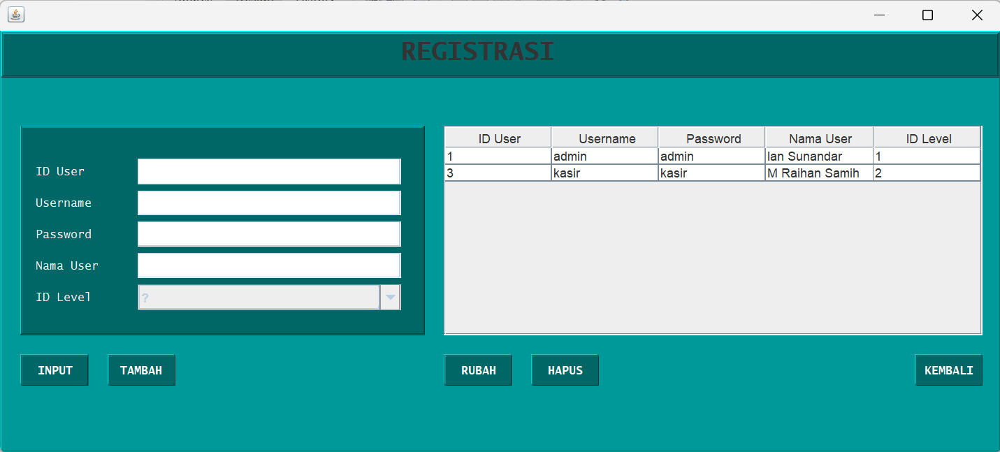 REGISTRASI
ID User
Username
Password
Nama User
ID Level ?
ID User Username Password Nama User ID Level
1 admin admin Ian Sunandar 1
3 kasir kasir M Raihan Samih 2
INPUT TAMBAH RUBAH HAPUS KEMBALI